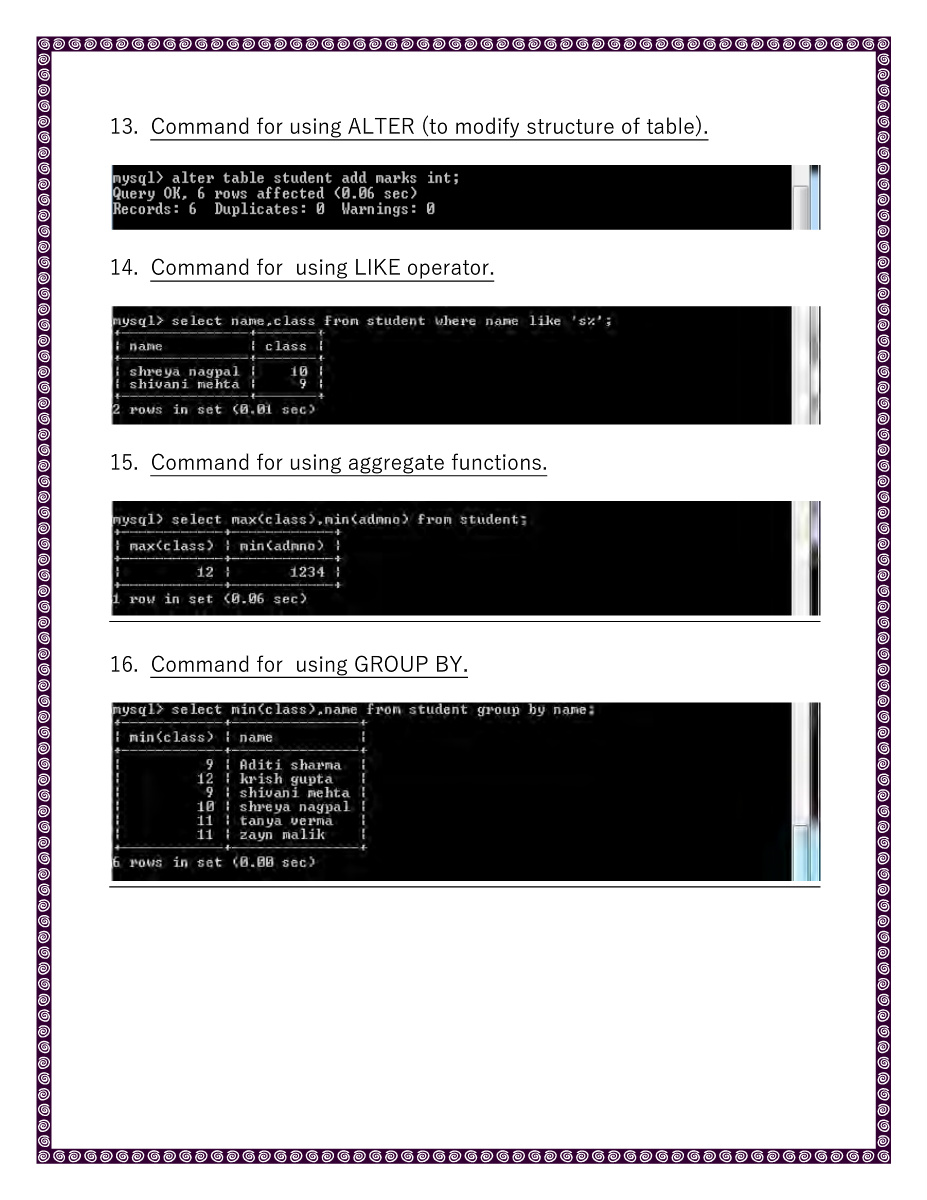 13. Command for using ALTER (to modify structure of table).
mysql> alter table student add marks int;
Query OK, 6 rows affected (0.06 sec)
Records: 6  Duplicates: 0  Warnings: 0
14. Command for  using LIKE operator.
mysql> select name,class from student where name like 's%';
| name | class |
| shreya nagpal | 10 |
| shivani mehta | 9 |
2 rows in set (0.01 sec)
15. Command for using aggregate functions.
mysql> select max(class),min(admno) from student;
| max(class) | min(admno) |
| 12 | 1234 |
1 row in set (0.06 sec)
16. Command for  using GROUP BY.
mysql> select min(class),name from student group by name;
| min(class) | name |
| 9 | Aditi sharma |
| 12 | krish gupta |
| 9 | shivani mehta |
| 10 | shreya nagpal |
| 11 | tanya verma |
| 11 | zayn malik |
6 rows in set (0.00 sec)